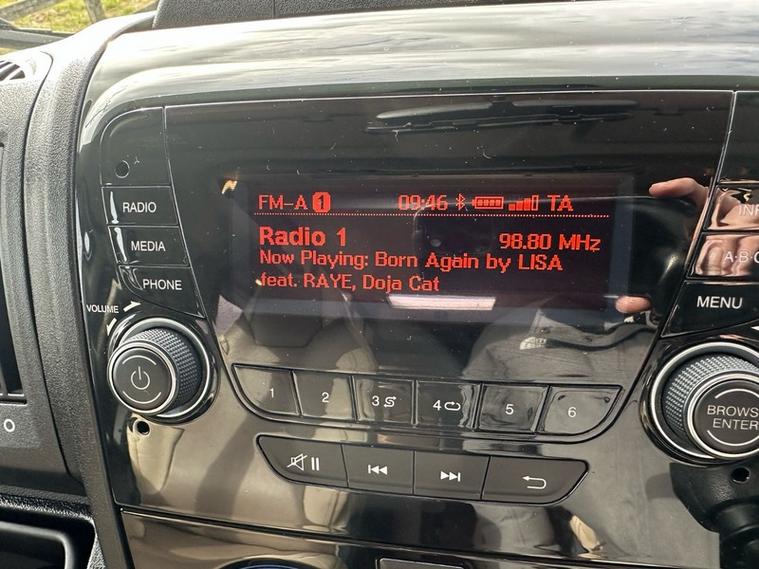 FM-A 1 09:46 TA
Radio 1 98.80 MHz
Now Playing: Born Again by LISA
feat. RAYE, Doja Cat
RADIO
MEDIA
PHONE
VOLUME
MENU
BROWS
ENTER
1 2 3 4 5 6